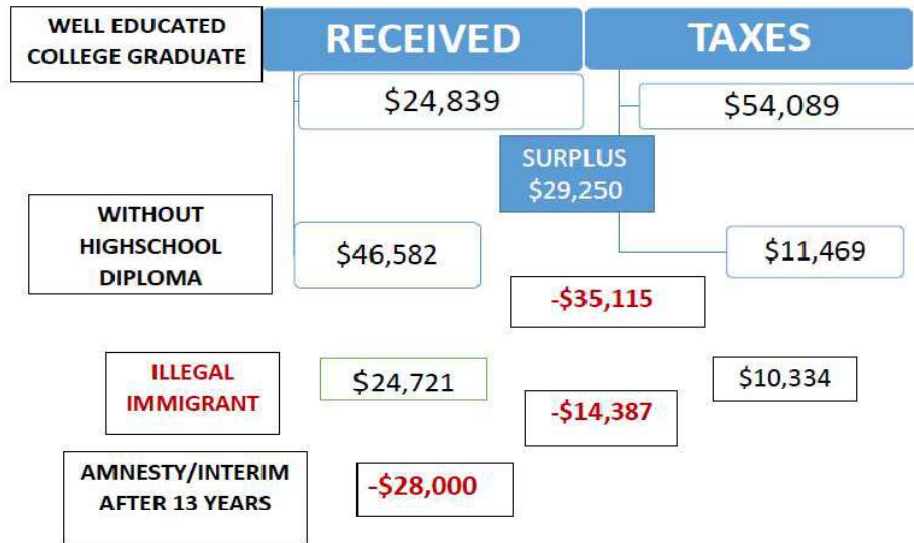 WELL EDUCATED
COLLEGE GRADUATE
RECEIVED
TAXES
$24,839
$54,089
SURPLUS
$29,250
WITHOUT
HIGHSCHOOL
DIPLOMA
$46,582
$11,469
-$35,115
ILLEGAL
IMMIGRANT
$24,721
$10,334
-$14,387
AMNESTY/INTERIM
AFTER 13 YEARS
-$28,000